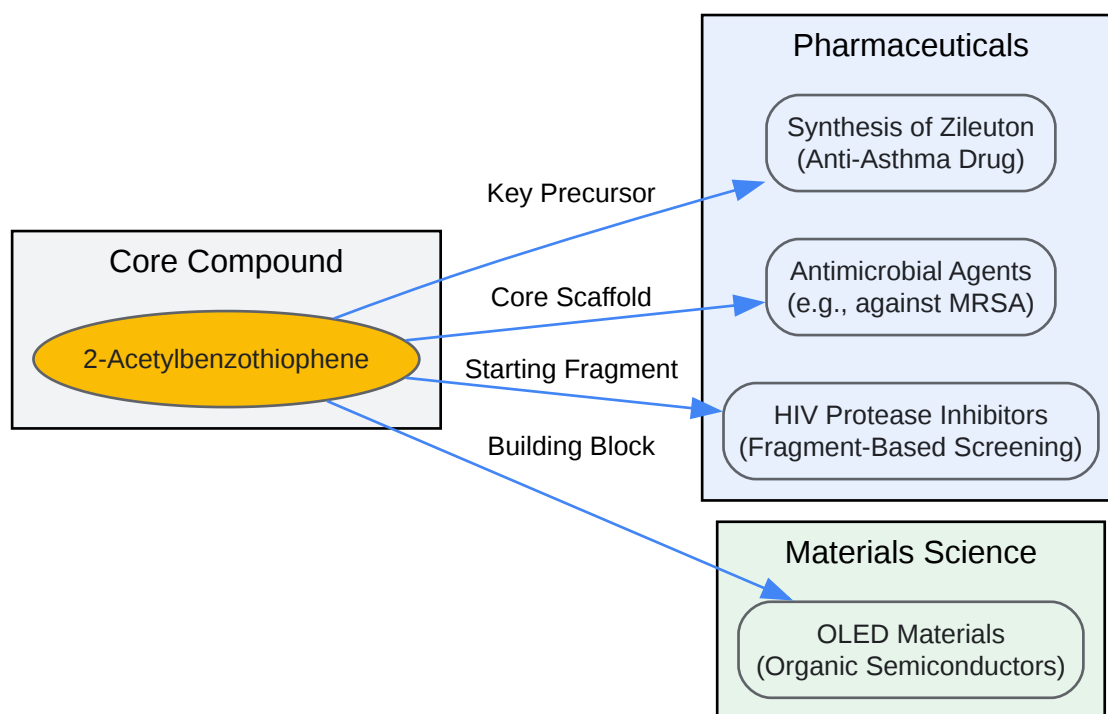 Pharmaceuticals
Synthesis of Zileuton
(Anti-Asthma Drug)
Key Precursor
Core Compound
Antimicrobial Agents
(e.g., against MRSA)
Core Scaffold
2-Acetylbenzothiophene
Starting Fragment
HIV Protease Inhibitors
(Fragment-Based Screening)
Building Block
Materials Science
OLED Materials
(Organic Semiconductors)